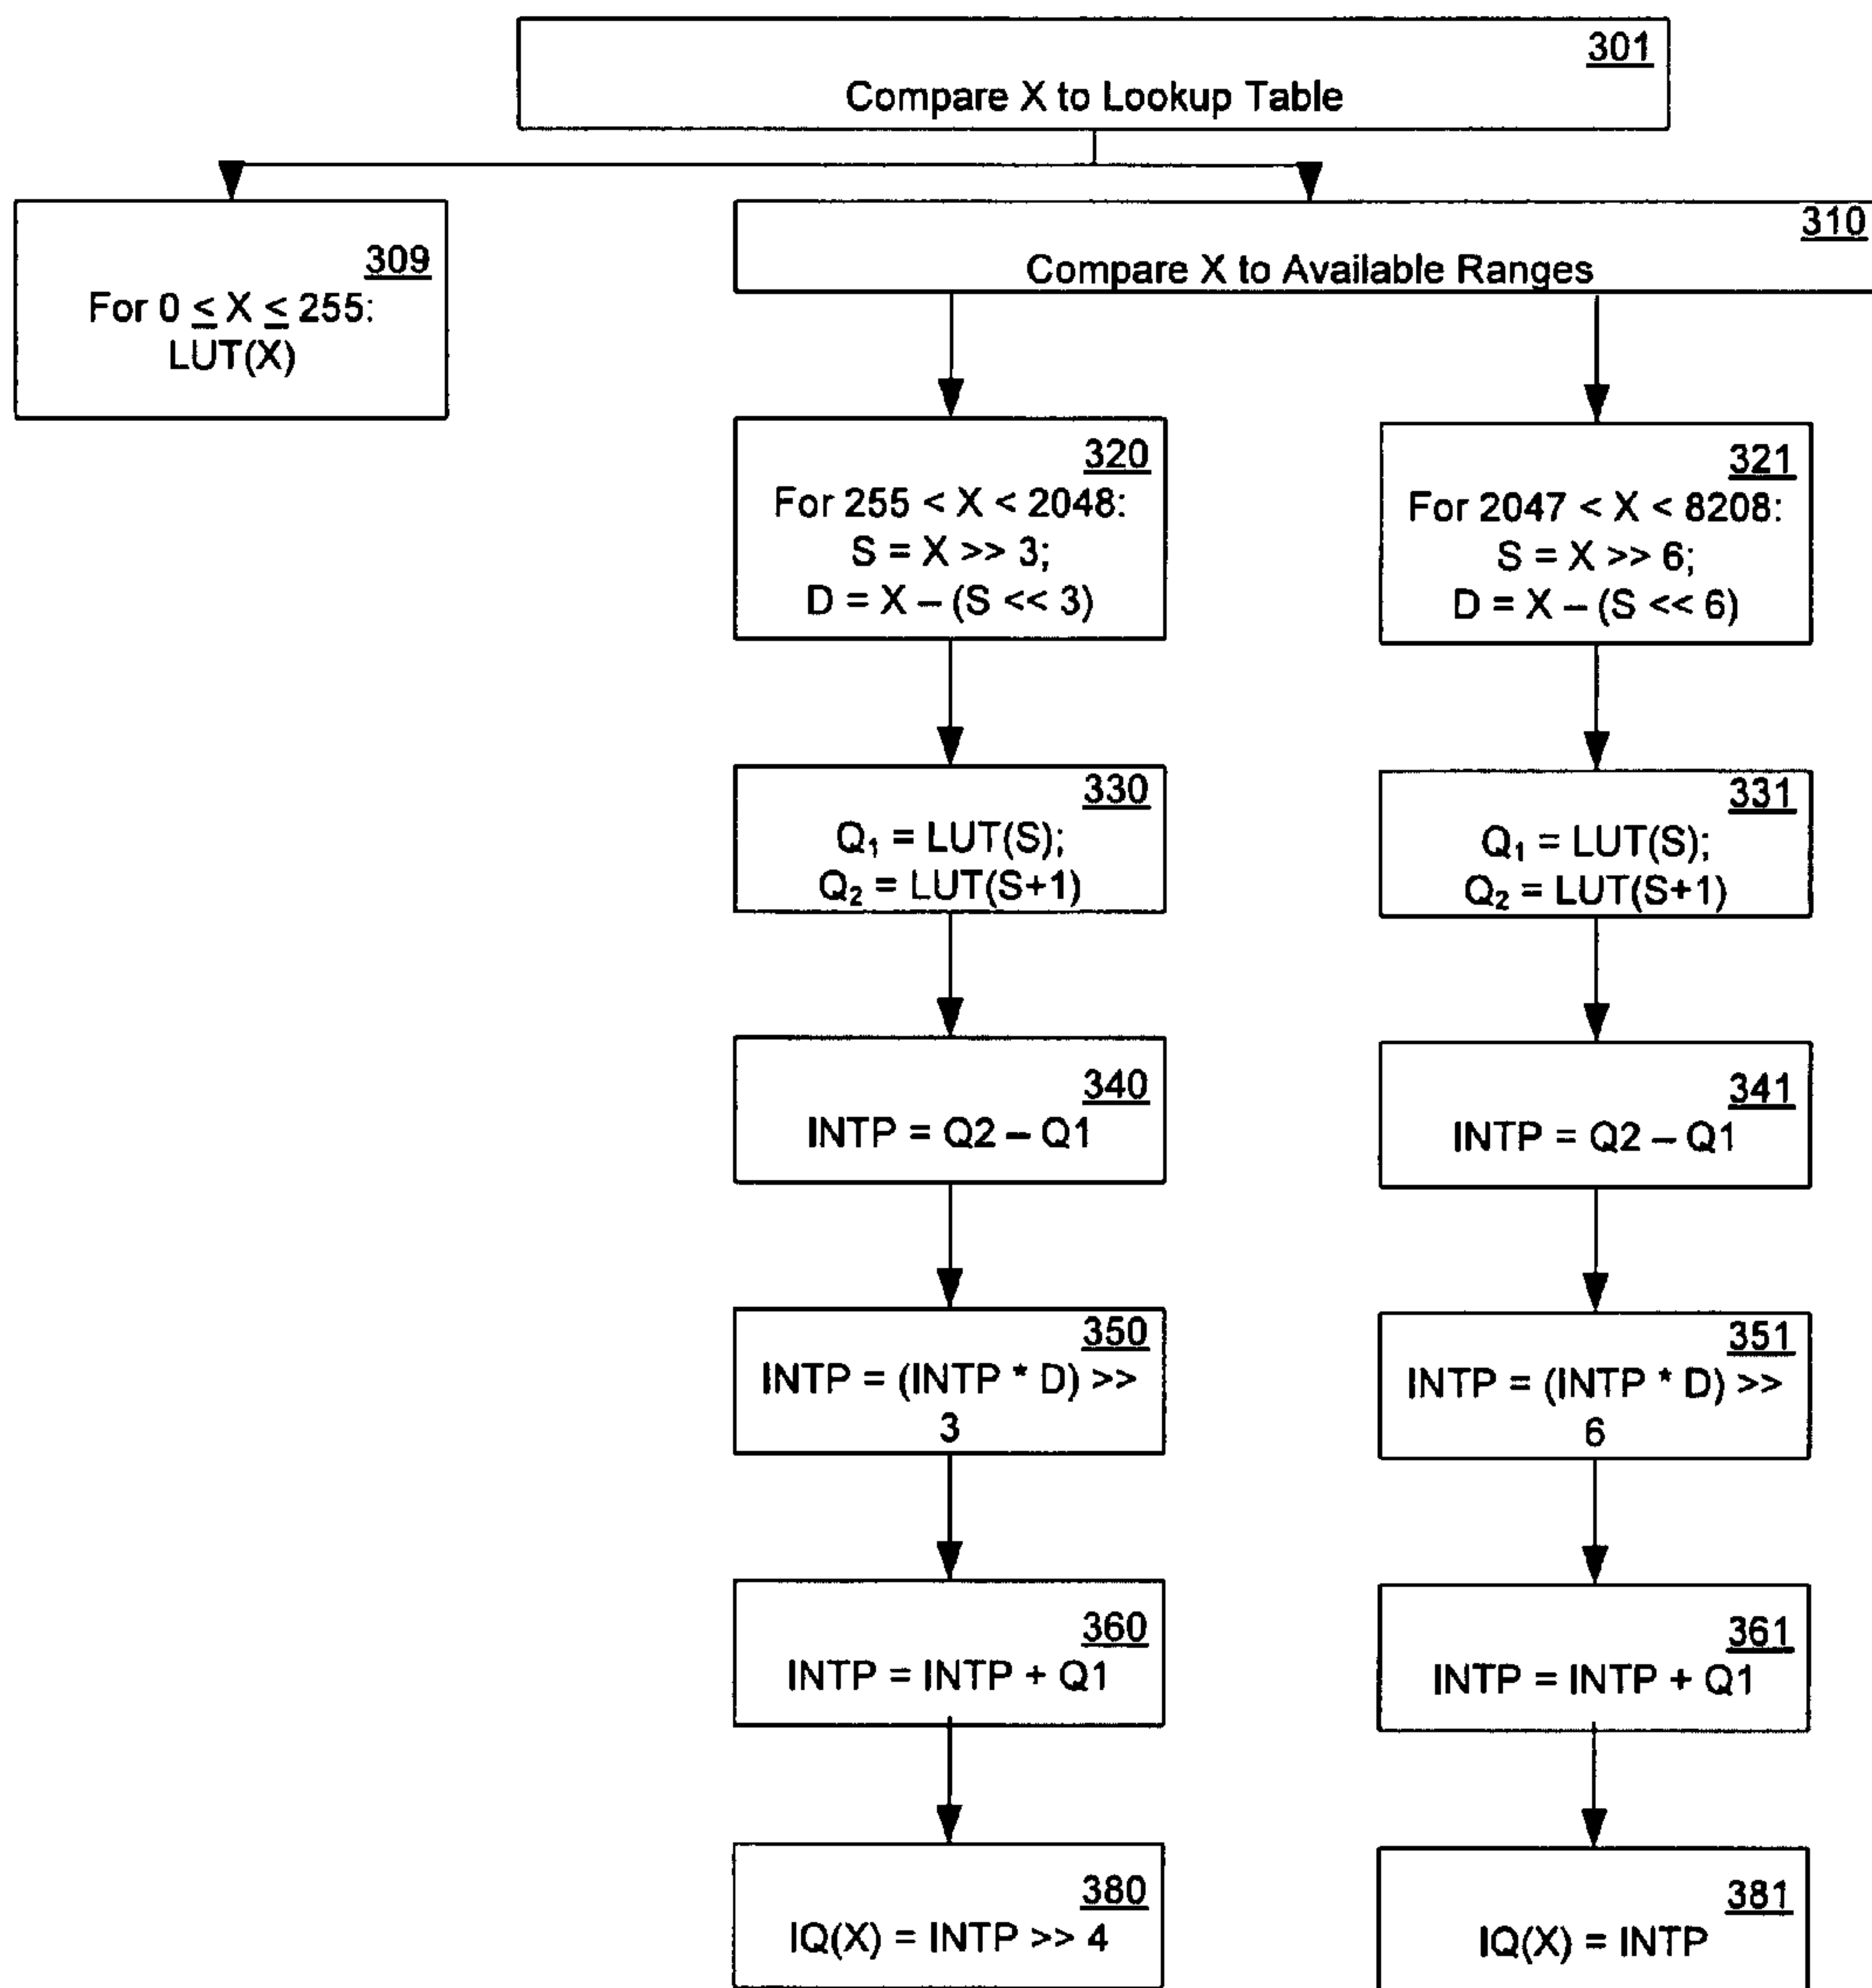 301
Compare X to Lookup Table
309
For 0 ≤ X ≤ 255:
LUT(X)
310
Compare X to Available Ranges
320
For 255 < X < 2048:
S = X >> 3;
D = X – (S << 3)
321
For 2047 < X < 8208:
S = X >> 6;
D = X – (S << 6)
330
Q₁ = LUT(S);
Q₂ = LUT(S+1)
331
Q₁ = LUT(S);
Q₂ = LUT(S+1)
340
INTP = Q2 – Q1
341
INTP = Q2 – Q1
350
INTP = (INTP * D) >>
3
351
INTP = (INTP * D) >>
6
360
INTP = INTP + Q1
361
INTP = INTP + Q1
380
IQ(X) = INTP >> 4
381
IQ(X) = INTP